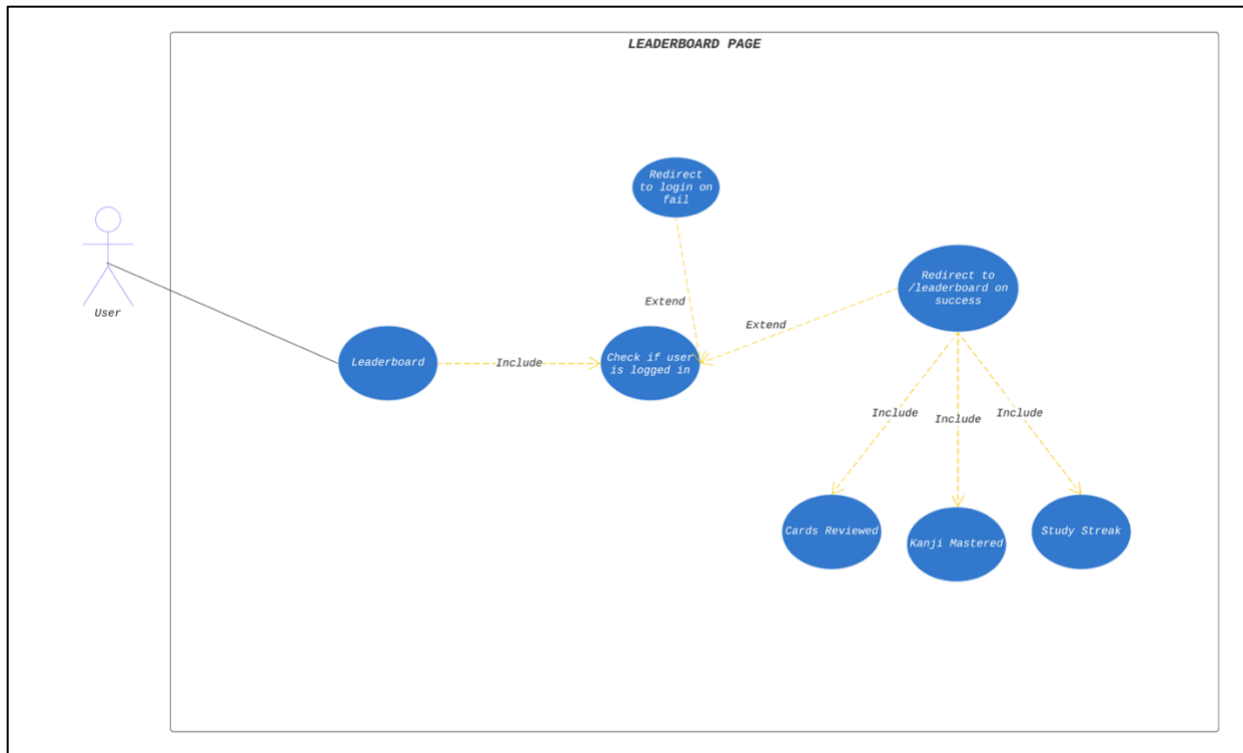 LEADERBOARD PAGE
Redirect
to login on
fail
Redirect to
/leaderboard on
success
User
Extend
Extend
Leaderboard
Include
Check if user
is logged in
Include
Include
Include
Cards Reviewed
Kanji Mastered
Study Streak